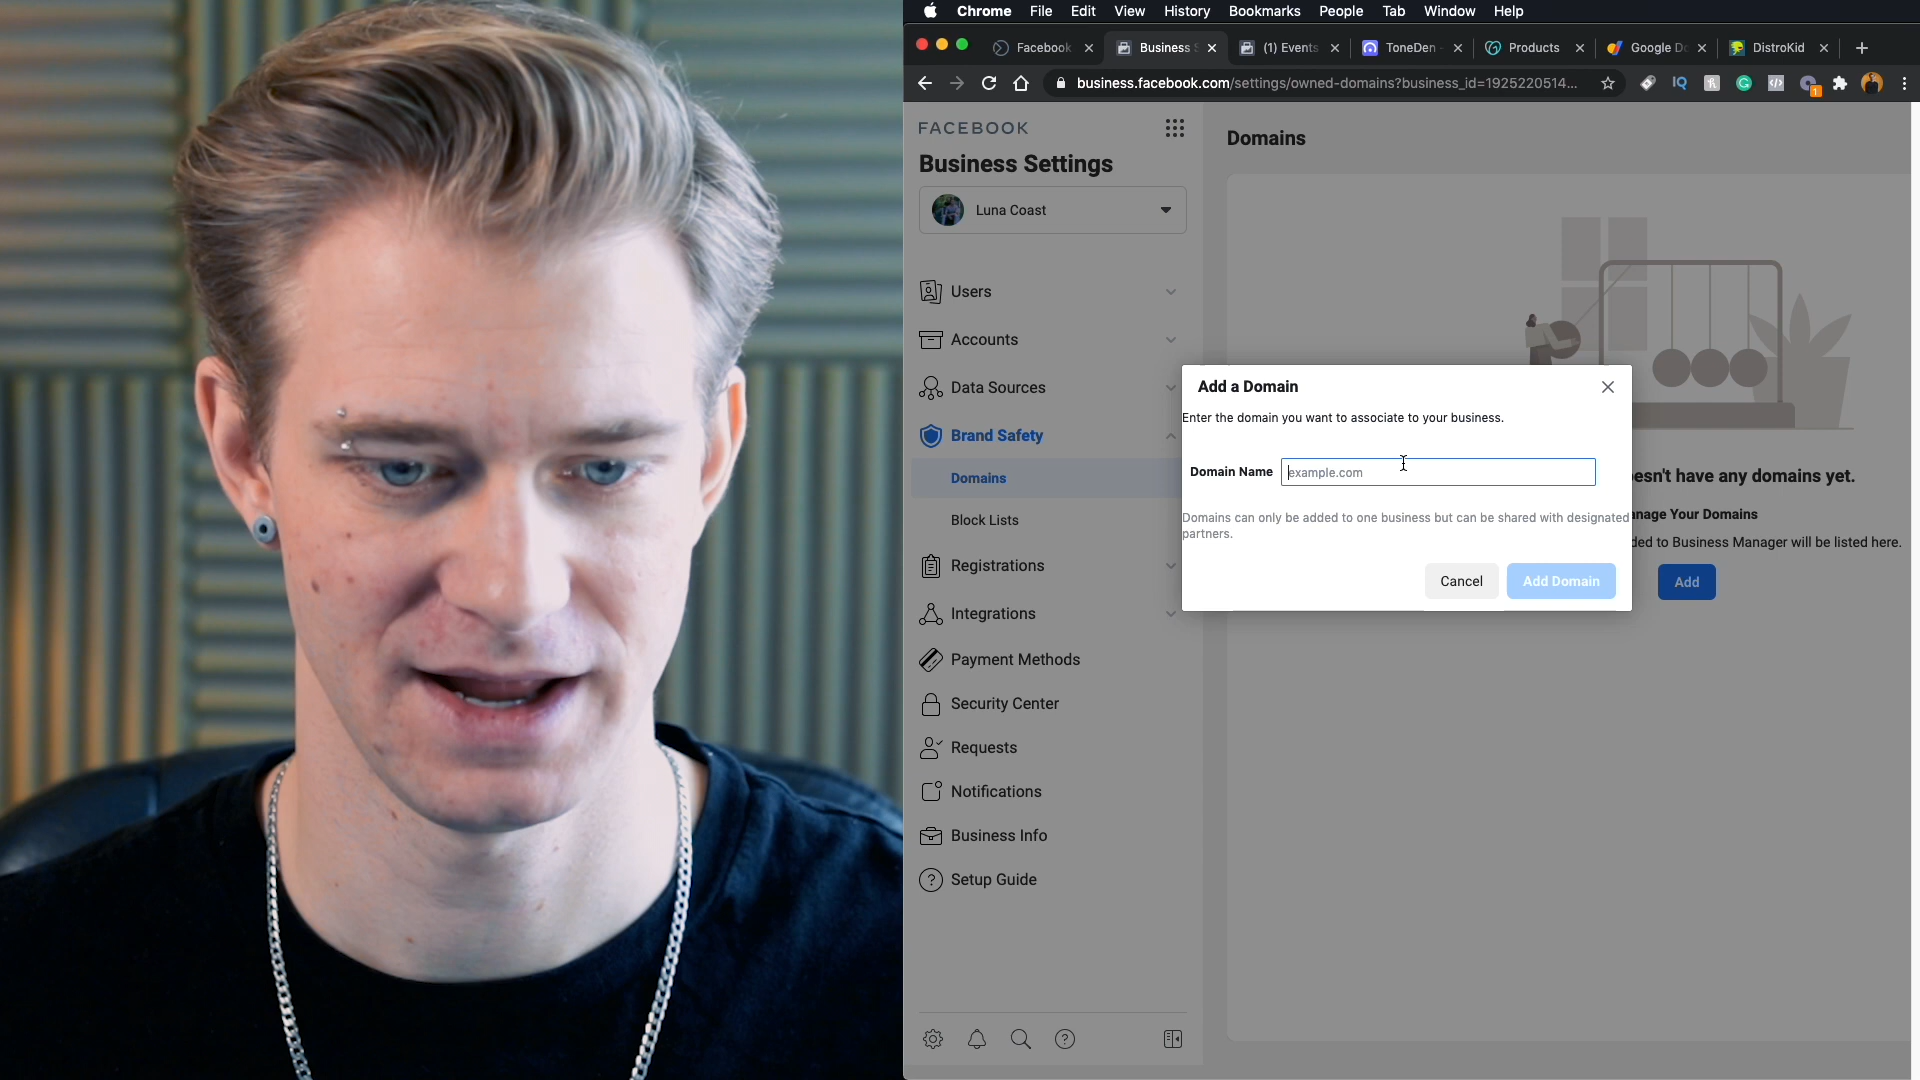 Chrome File Edit View History Bookmarks People Tab Window Help
Facebook Business S (1) Events ToneDen - Products Google Do DistroKid
business.facebook.com/settings/owned-domains?business_id=1925220514...
1
FACEBOOK
Business Settings
Luna Coast
Users
Accounts
Data Sources
Brand Safety
Domains
Block Lists
Registrations
Integrations
Payment Methods
Security Center
Requests
Notifications
Business Info
Setup Guide
Domains
Add a Domain
Enter the domain you want to associate to your business.
Domain Name example.com
Domains can only be added to one business but can be shared with designated
partners.
Cancel Add Domain
esn't have any domains yet.
nage Your Domains
ded to Business Manager will be listed here.
Add